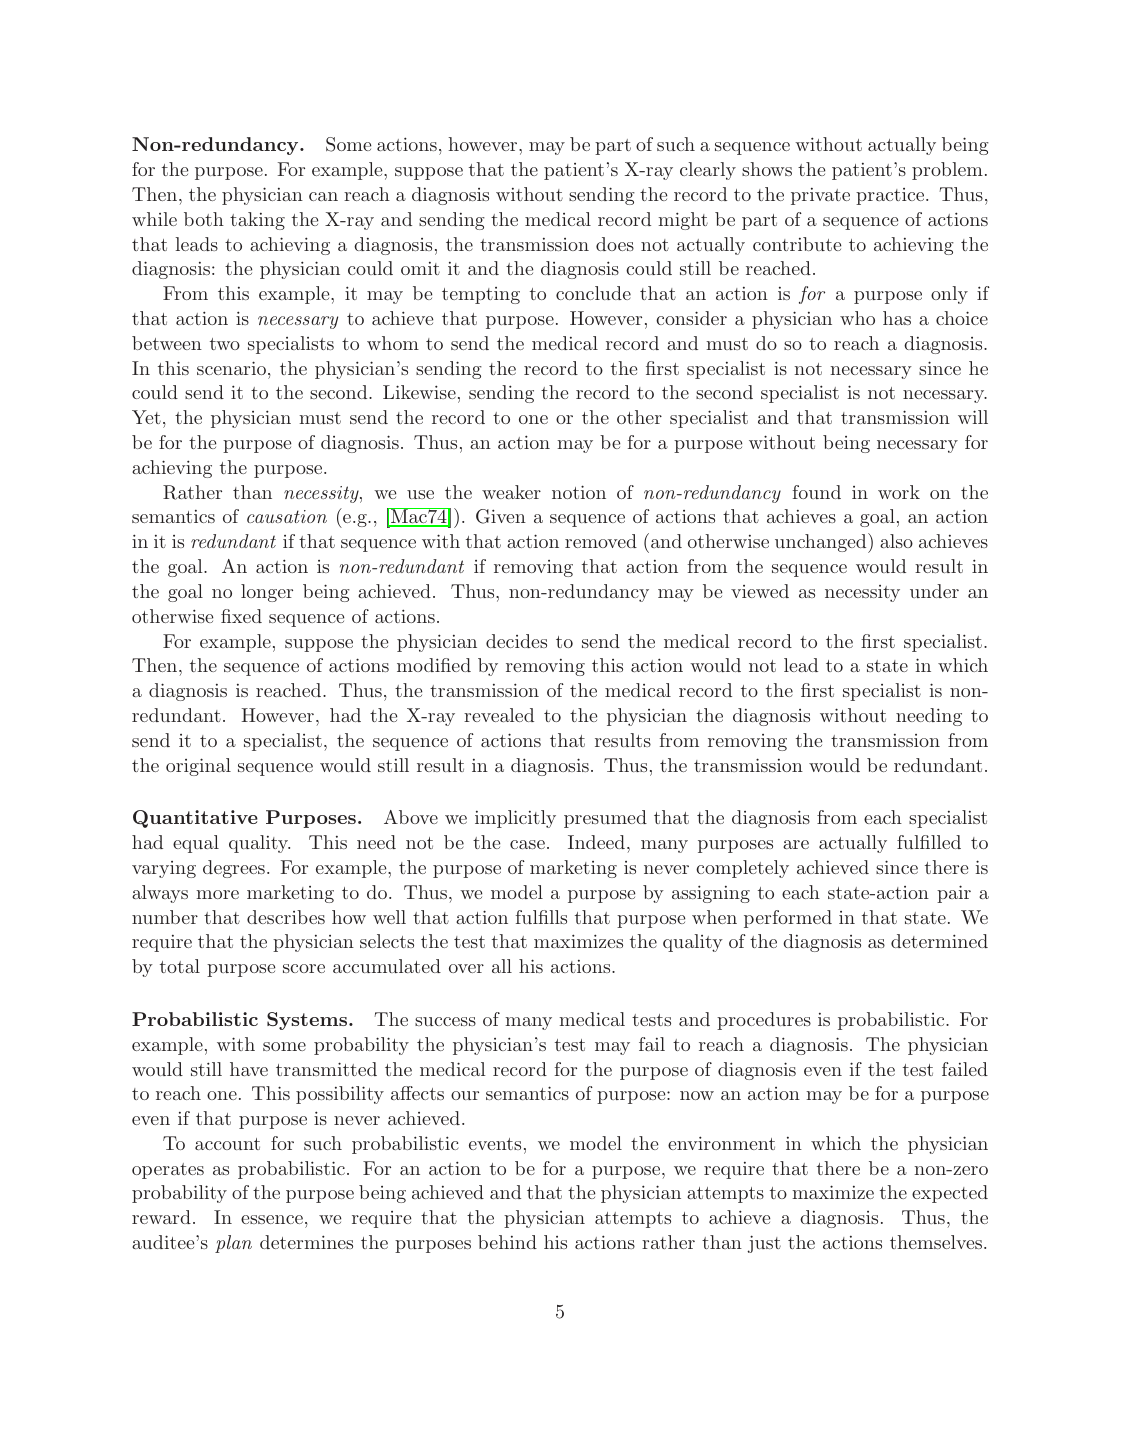 Non-redundancy. Some actions, however, may be part of such a sequence without actually being
for the purpose. For example, suppose that the patient's X-ray clearly shows the patient's problem.
Then, the physician can reach a diagnosis without sending the record to the private practice. Thus,
while both taking the X-ray and sending the medical record might be part of a sequence of actions
that leads to achieving a diagnosis, the transmission does not actually contribute to achieving the
diagnosis: the physician could omit it and the diagnosis could still be reached.
From this example, it may be tempting to conclude that an action is for a purpose only if
that action is necessary to achieve that purpose. However, consider a physician who has a choice
between two specialists to whom to send the medical record and must do so to reach a diagnosis.
In this scenario, the physician's sending the record to the first specialist is not necessary since he
could send it to the second. Likewise, sending the record to the second specialist is not necessary.
Yet, the physician must send the record to one or the other specialist and that transmission will
be for the purpose of diagnosis. Thus, an action may be for a purpose without being necessary for
achieving the purpose.
Rather than necessity, we use the weaker notion of non-redundancy found in work on the
semantics of causation (e.g., [Mac74]). Given a sequence of actions that achieves a goal, an action
in it is redundant if that sequence with that action removed (and otherwise unchanged) also achieves
the goal. An action is non-redundant if removing that action from the sequence would result in
the goal no longer being achieved. Thus, non-redundancy may be viewed as necessity under an
otherwise fixed sequence of actions.
For example, suppose the physician decides to send the medical record to the first specialist.
Then, the sequence of actions modified by removing this action would not lead to a state in which
a diagnosis is reached. Thus, the transmission of the medical record to the first specialist is non-
redundant. However, had the X-ray revealed to the physician the diagnosis without needing to
send it to a specialist, the sequence of actions that results from removing the transmission from
the original sequence would still result in a diagnosis. Thus, the transmission would be redundant.
Quantitative Purposes. Above we implicitly presumed that the diagnosis from each specialist
had equal quality. This need not be the case. Indeed, many purposes are actually fulfilled to
varying degrees. For example, the purpose of marketing is never completely achieved since there is
always more marketing to do. Thus, we model a purpose by assigning to each state-action pair a
number that describes how well that action fulfills that purpose when performed in that state. We
require that the physician selects the test that maximizes the quality of the diagnosis as determined
by total purpose score accumulated over all his actions.
Probabilistic Systems. The success of many medical tests and procedures is probabilistic. For
example, with some probability the physician's test may fail to reach a diagnosis. The physician
would still have transmitted the medical record for the purpose of diagnosis even if the test failed
to reach one. This possibility affects our semantics of purpose: now an action may be for a purpose
even if that purpose is never achieved.
To account for such probabilistic events, we model the environment in which the physician
operates as probabilistic. For an action to be for a purpose, we require that there be a non-zero
probability of the purpose being achieved and that the physician attempts to maximize the expected
reward. In essence, we require that the physician attempts to achieve a diagnosis. Thus, the
auditee's plan determines the purposes behind his actions rather than just the actions themselves.
5